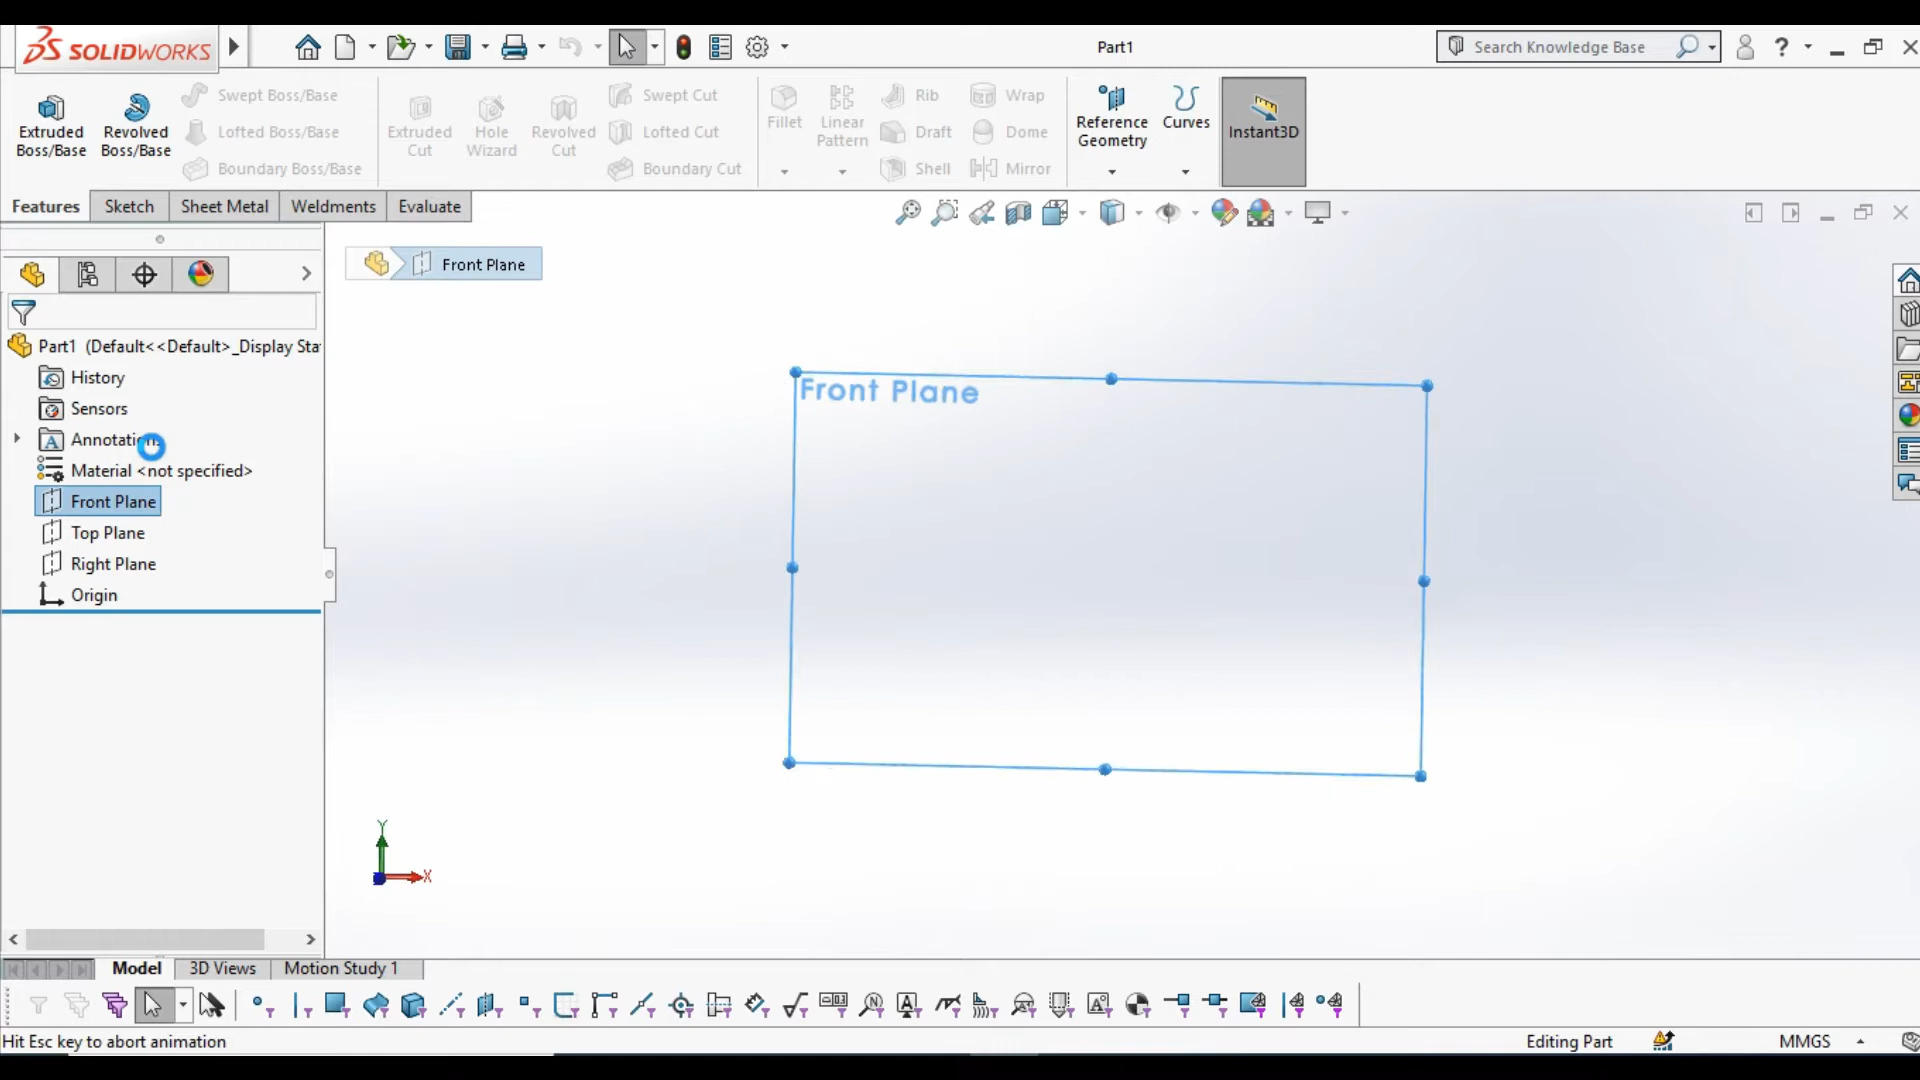 SOLIDWORKS
Part1
Search Knowledge Base
?
Extruded
Boss/Base
Revolved
Boss/Base
Swept Boss/Base
Lofted Boss/Base
Boundary Boss/Base
Extruded
Cut
Hole
Wizard
Revolved
Cut
Swept Cut
Lofted Cut
Boundary Cut
Fillet
Linear
Pattern
Rib
Draft
Shell
Wrap
Dome
Mirror
Reference
Geometry
Curves
Instant3D
Features
Sketch
Sheet Metal
Weldments
Evaluate
Front Plane
Part1 (Default<<Default>_Display Sta
History
Sensors
Annotations
Material <not specified>
Front Plane
Top Plane
Right Plane
Origin
Front Plane
Y
X
Model
3D Views
Motion Study 1
Hit Esc key to abort animation
Editing Part
MMGS